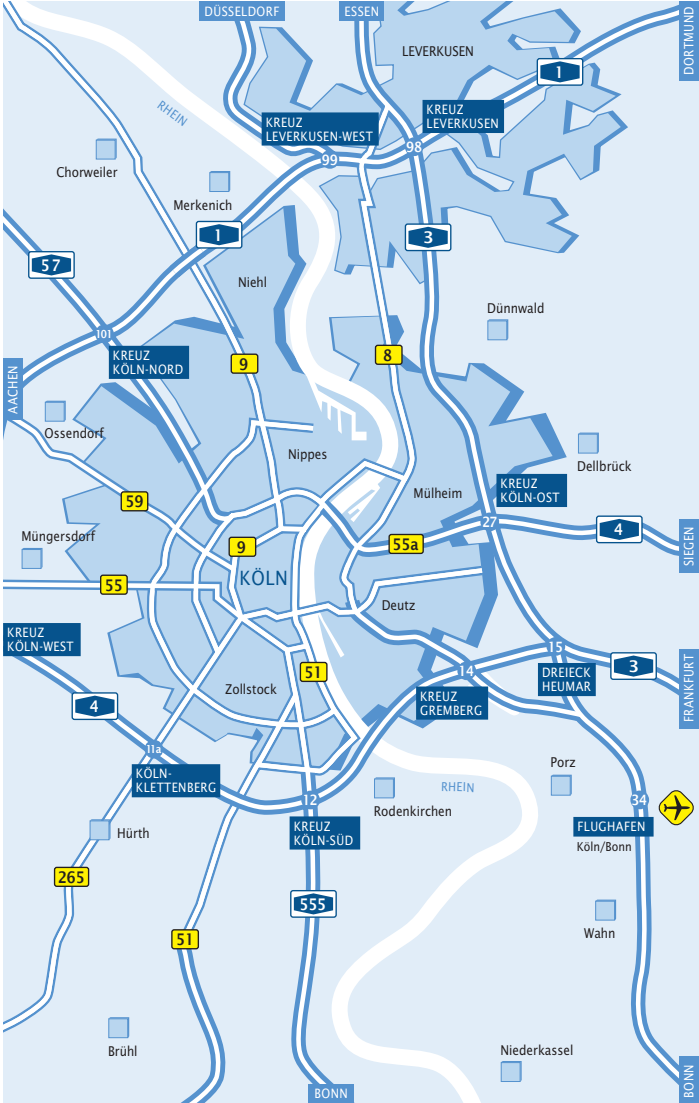 DÜSSELDORF
ESSEN
DORTMUND
LEVERKUSEN
1
RHEIN
KREUZ
LEVERKUSEN-WEST
KREUZ
LEVERKUSEN
98
99
Chorweiler
Merkenich
1
3
57
Niehl
Dünnwald
101
KREUZ
KÖLN-NORD
9
8
AACHEN
Ossendorf
Nippes
Dellbrück
Mülheim
KREUZ
KÖLN-OST
59
27
4
Müngersdorf
9
55a
SIEGEN
KÖLN
55
Deutz
KREUZ
KÖLN-WEST
15
51
14
3
DREIECK
HEUMAR
FRANKFURT
Zollstock
KREUZ
GREMBERG
4
11a
KÖLN-
KLETTENBERG
Porz
RHEIN
12
Rodenkirchen
34
Hürth
KREUZ
KÖLN-SÜD
FLUGHAFEN
Köln/Bonn
265
555
51
Wahn
Brühl
Niederkassel
BONN
BONN